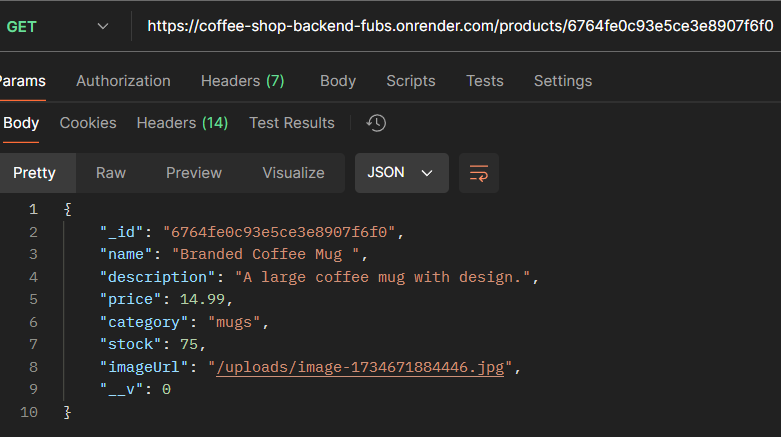 GET https://coffee-shop-backend-fubs.onrender.com/products/6764fe0c93e5ce3e8907f6f0
Params Authorization Headers (7) Body Scripts Tests Settings
Body Cookies Headers (14) Test Results
Pretty Raw Preview Visualize JSON
1 {
2 "_id": "6764fe0c93e5ce3e8907f6f0",
3 "name": "Branded Coffee Mug ",
4 "description": "A large coffee mug with design.",
5 "price": 14.99,
6 "category": "mugs",
7 "stock": 75,
8 "imageUrl": "/uploads/image-1734671884446.jpg",
9 "__v": 0
10 }